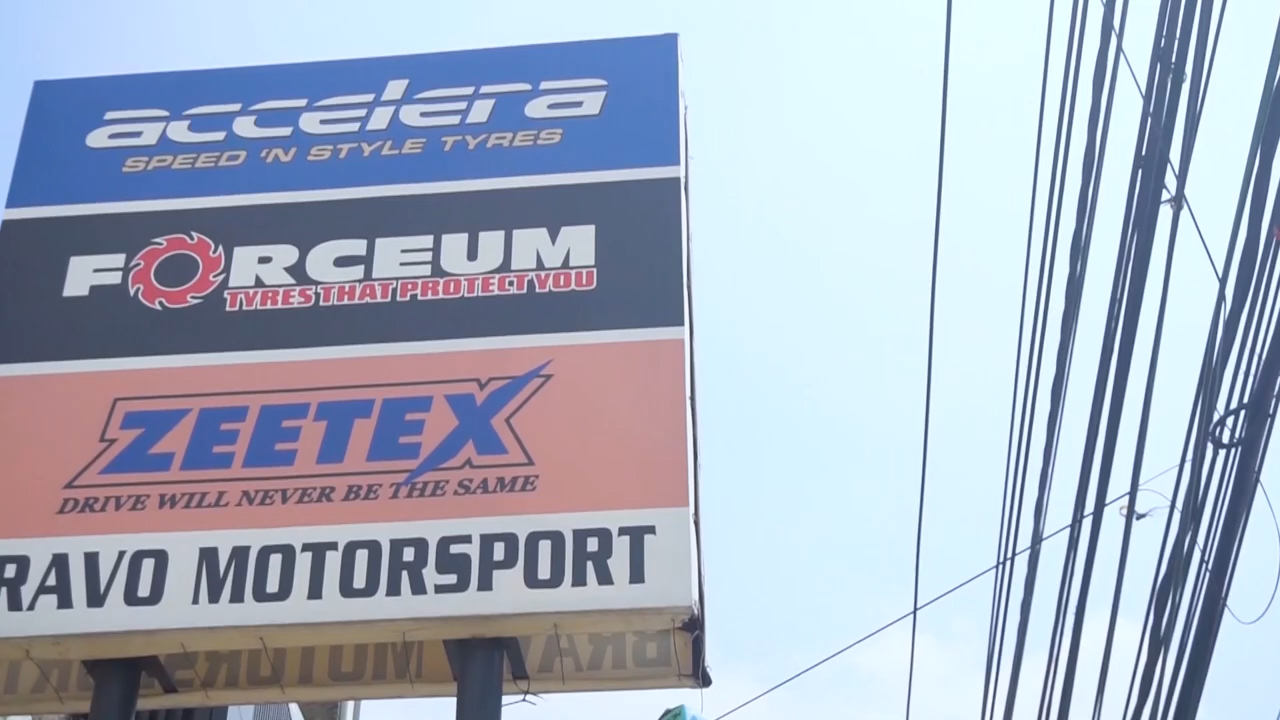 accelera
SPEED 'N STYLE TYRES
FORCEUM
TYRES THAT PROTECT YOU
ZEETEX
DRIVE WILL NEVER BE THE SAME
RAVO MOTORSPORT